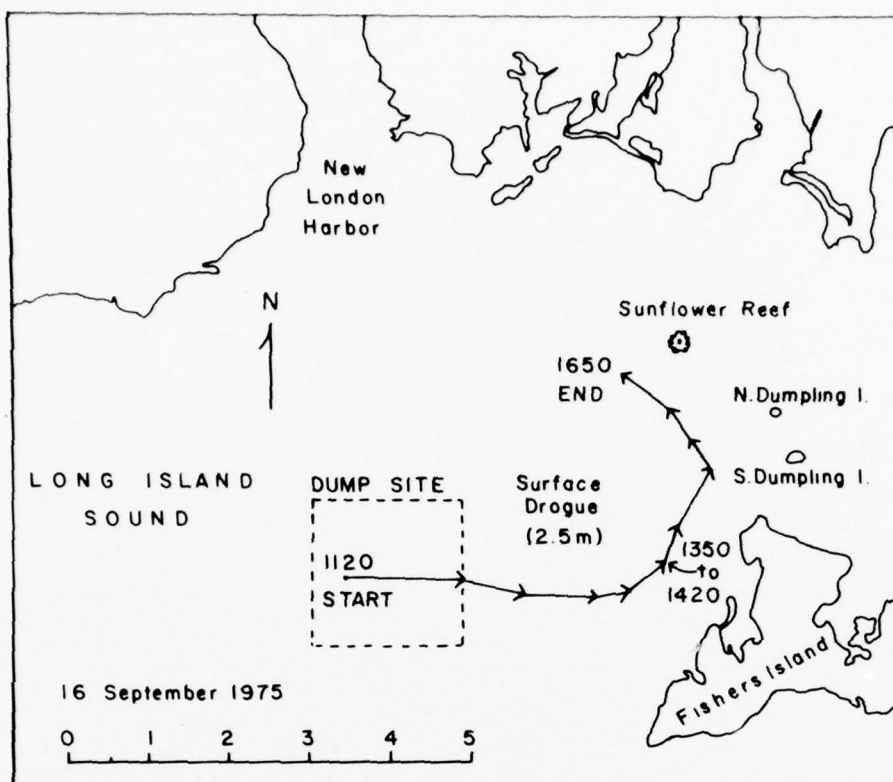 New
London
Harbor
N
Sunflower Reef
1650
END
N. Dumpling I.
S. Dumpling I.
LONG ISLAND
SOUND
DUMP SITE
Surface
Drogue
(2.5m)
1120
START
1350
to
1420
Fishers Island
16 September 1975
0 1 2 3 4 5